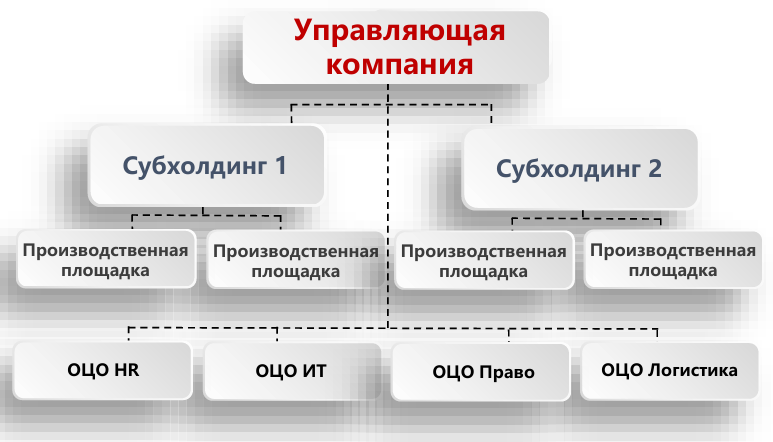 Управляющая
компания
Субхолдинг 1
Субхолдинг 2
Производственная
площадка
Производственная
площадка
Производственная
площадка
Производственная
площадка
ОЦО HR
ОЦО ИТ
ОЦО Право
ОЦО Логистика